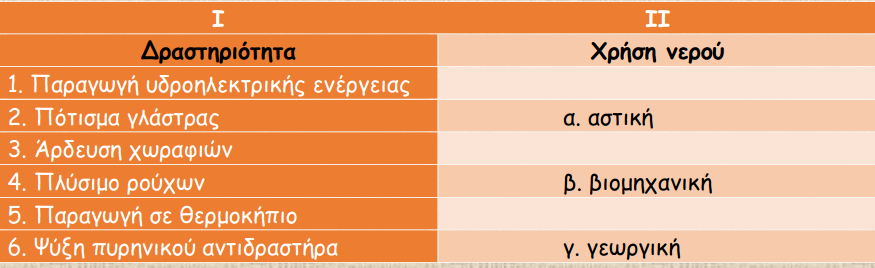 I II
Δραστηριότητα Χρήση νερού
1. Παραγωγή υδροηλεκτρικής ενέργειας
2. Πότισμα γλάστρας α. αστική
3. Άρδευση χωραφιών
4. Πλύσιμο ρούχων β. βιομηχανική
5. Παραγωγή σε θερμοκήπιο
6. Ψύξη πυρηνικού αντιδραστήρα γ. γεωργική